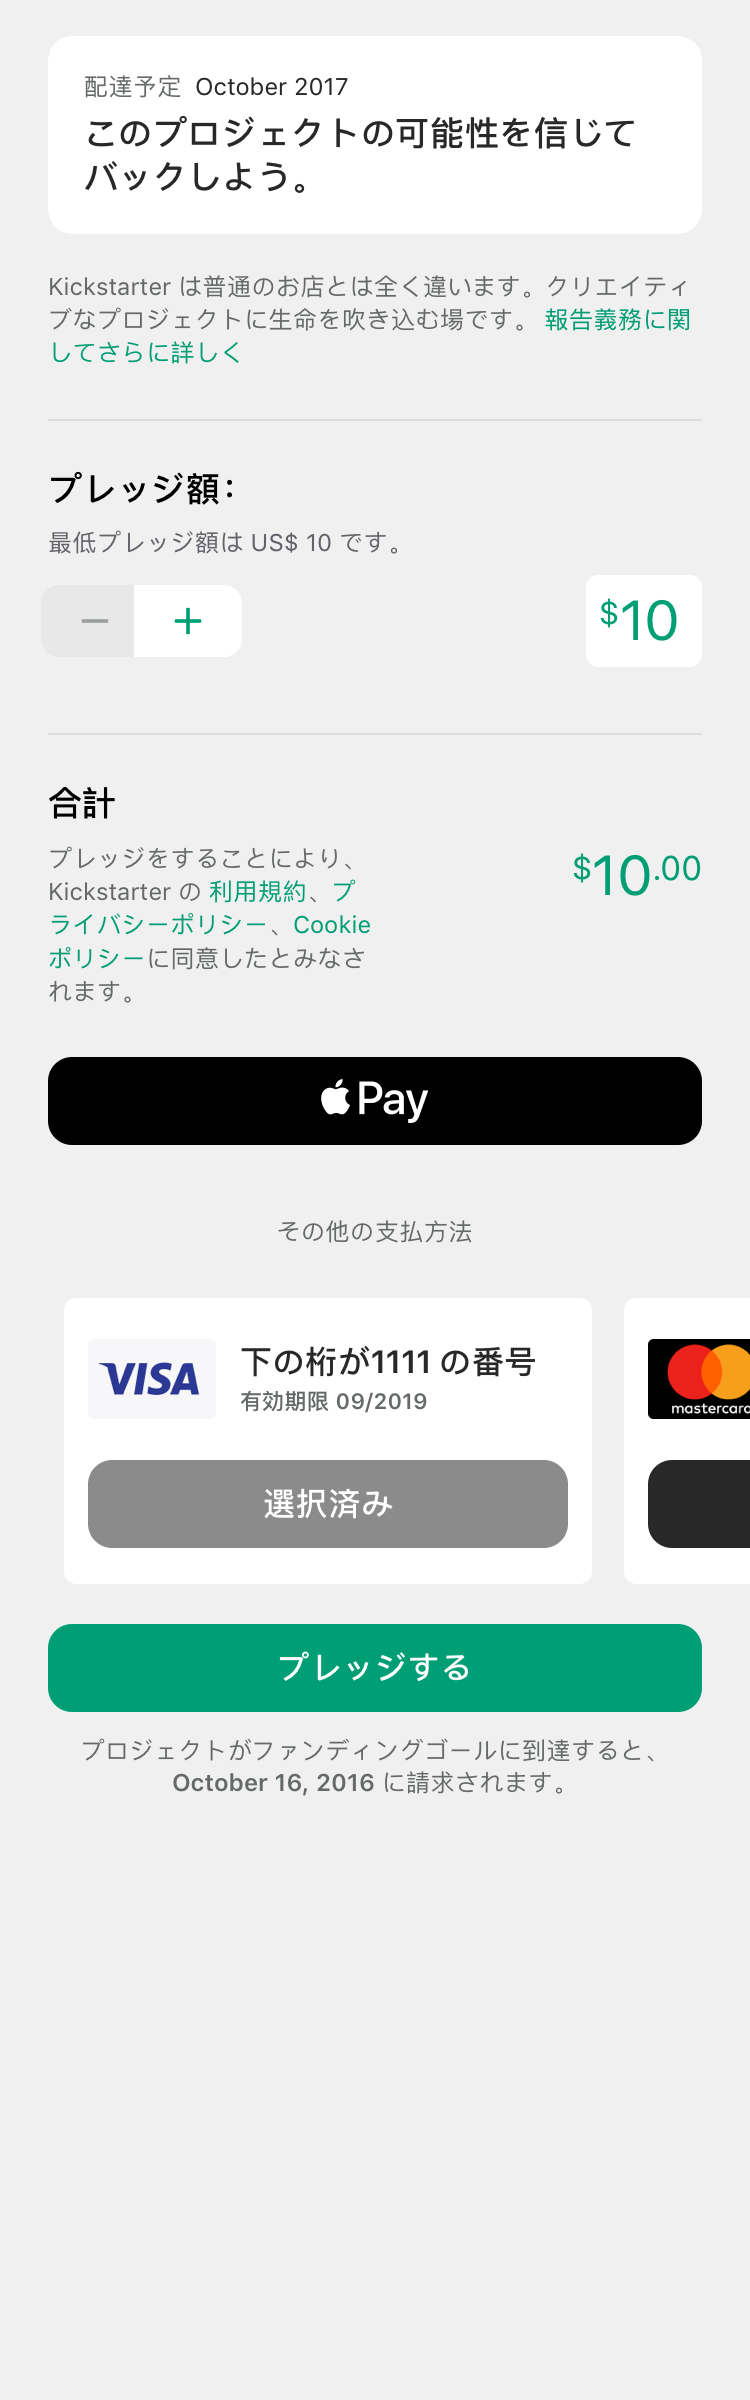 配達予定 October 2017
このプロジェクトの可能性を信じて
バックしよう。
Kickstarter は普通のお店とは全く違います。クリエイティ
ブなプロジェクトに生命を吹き込む場です。 報告義務に関
してさらに詳しく
プレッジ額：
最低プレッジ額は US$ 10 です。
− +
$10
合計
プレッジをすることにより、
Kickstarter の 利用規約、プ
ライバシーポリシー、Cookie
ポリシーに同意したとみなさ
れます。
$10.00
Pay
その他の支払方法
VISA
下の桁が1111 の番号
有効期限 09/2019
選択済み
mastercard
プレッジする
プロジェクトがファンディングゴールに到達すると、
October 16, 2016 に請求されます。